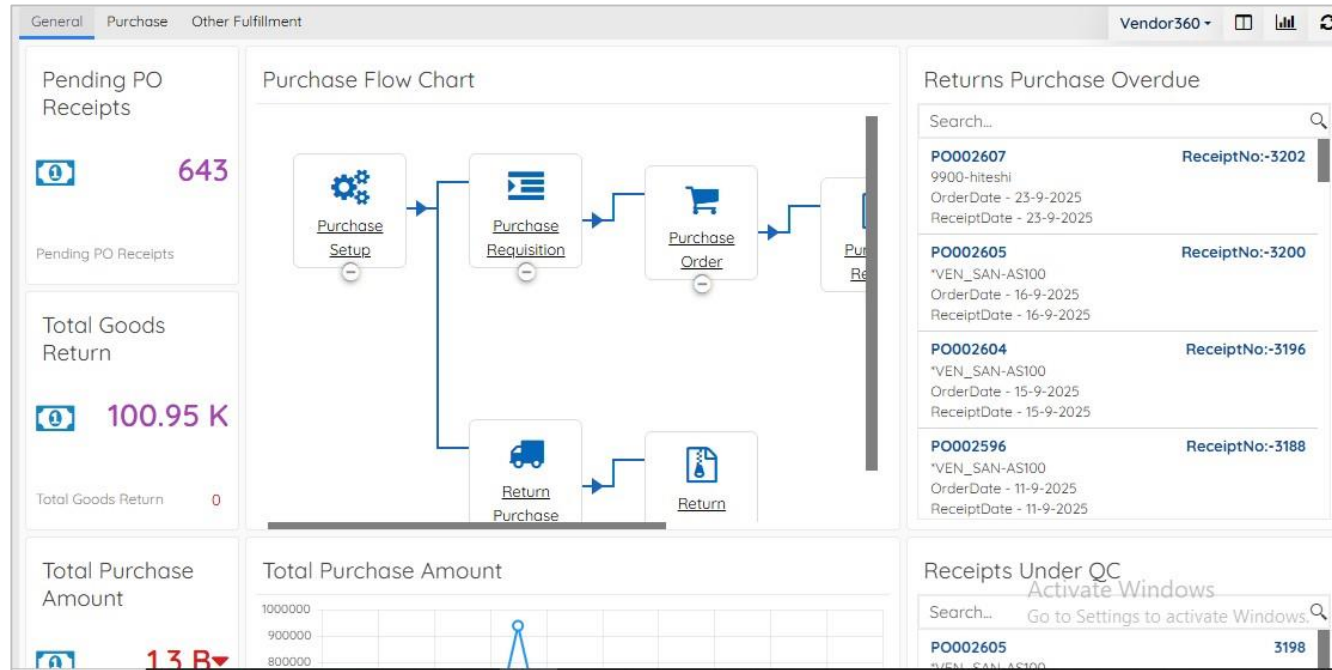 General Purchase Other Fulfillment Vendor360
Pending PO
Receipts
643
Pending PO Receipts
Total Goods
Return
100.95 K
Total Goods Return 0
Total Purchase
Amount
Purchase Flow Chart
Purchase
Setup
Purchase
Requisition
Purchase
Order
Return
Purchase
Return
Total Purchase Amount
1000000
900000
800000
Returns Purchase Overdue
Search...
PO002607 ReceiptNo:-3202
9900-hiteshi
OrderDate - 23-9-2025
ReceiptDate - 23-9-2025
PO002605 ReceiptNo:-3200
*VEN_SAN-AS100
OrderDate - 16-9-2025
ReceiptDate - 16-9-2025
PO002604 ReceiptNo:-3196
*VEN_SAN-AS100
OrderDate - 15-9-2025
ReceiptDate - 15-9-2025
PO002596 ReceiptNo:-3188
*VEN_SAN-AS100
OrderDate - 11-9-2025
ReceiptDate - 11-9-2025
Receipts Under QC
Activate Windows
Search...
Go to Settings to activate Windows.
PO002605 3198